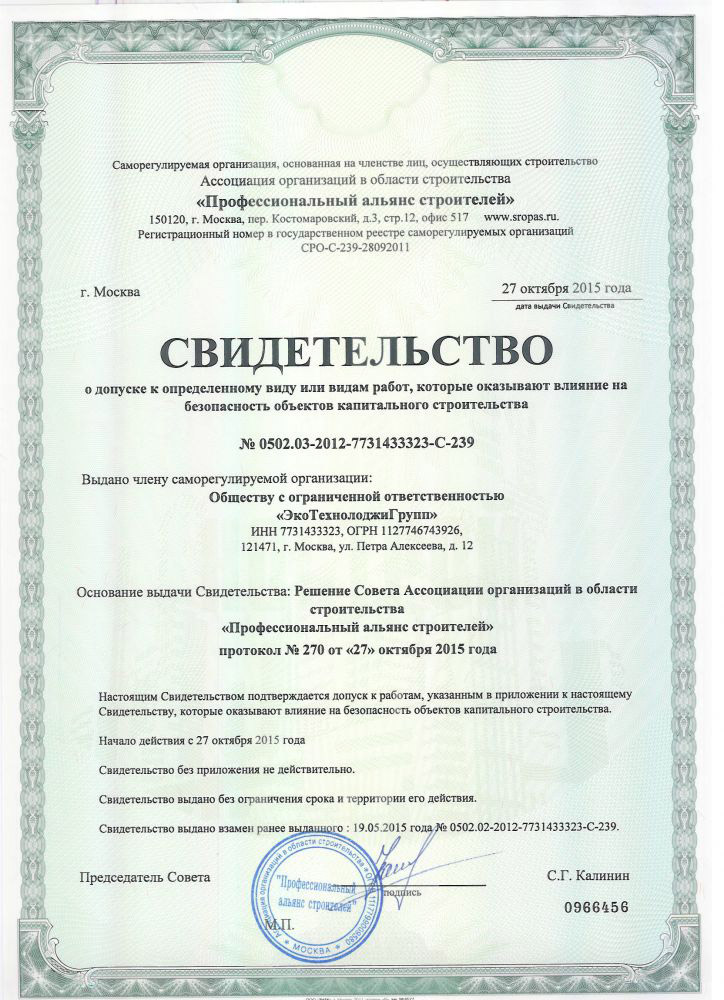 Саморегулируемая организация, основанная на членстве лиц, осуществляющих строительство
Ассоциация организаций в области строительства
«Профессиональный альянс строителей»
150120, г. Москва, пер. Костомаровский, д.3, стр.12, офис 517 www.sropas.ru.
Регистрационный номер в государственном реестре саморегулируемых организаций
СРО-С-239-28092011
г. Москва
27 октября 2015 года
дата выдачи Свидетельства
СВИДЕТЕЛЬСТВО
о допуске к определенному виду или видам работ, которые оказывают влияние на
безопасность объектов капитального строительства
№ 0502.03-2012-7731433323-С-239
Выдано члену саморегулируемой организации:
Обществу с ограниченной ответственностью
«ЭкоТехнолоджиГрупп»
ИНН 7731433323, ОГРН 1127746743926,
121471, г. Москва, ул. Петра Алексеева, д. 12
Основание выдачи Свидетельства: Решение Совета Ассоциации организаций в области
строительства
«Профессиональный альянс строителей»
протокол № 270 от «27» октября 2015 года
Настоящим Свидетельством подтверждается допуск к работам, указанным в приложении к настоящему
Свидетельству, которые оказывают влияние на безопасность объектов капитального строительства.
Начало действия с 27 октября 2015 года
Свидетельство без приложения не действительно.
Свидетельство выдано без ограничения срока и территории его действия.
Свидетельство выдано взамен ранее выданного : 19.05.2015 года № 0502.02-2012-7731433323-С-239.
Председатель Совета
С.Г. Калинин
подпись
0966456
М.П.
Ассоциация организаций в области строительства
"Профессиональный
альянс строителей"
* МОСКВА *